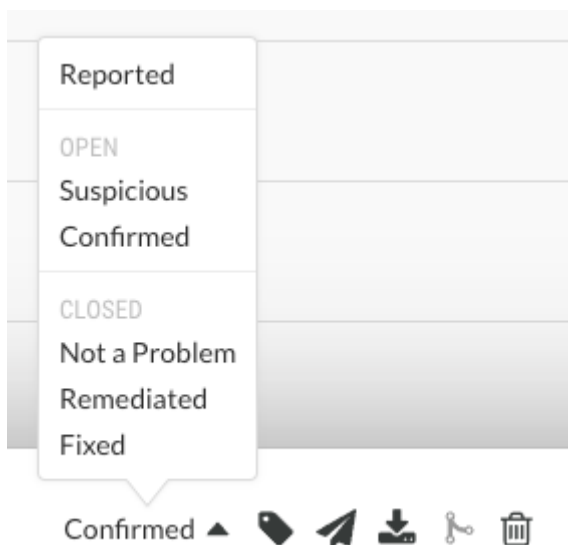 Reported
OPEN
Suspicious
Confirmed
CLOSED
Not a Problem
Remediated
Fixed
Confirmed